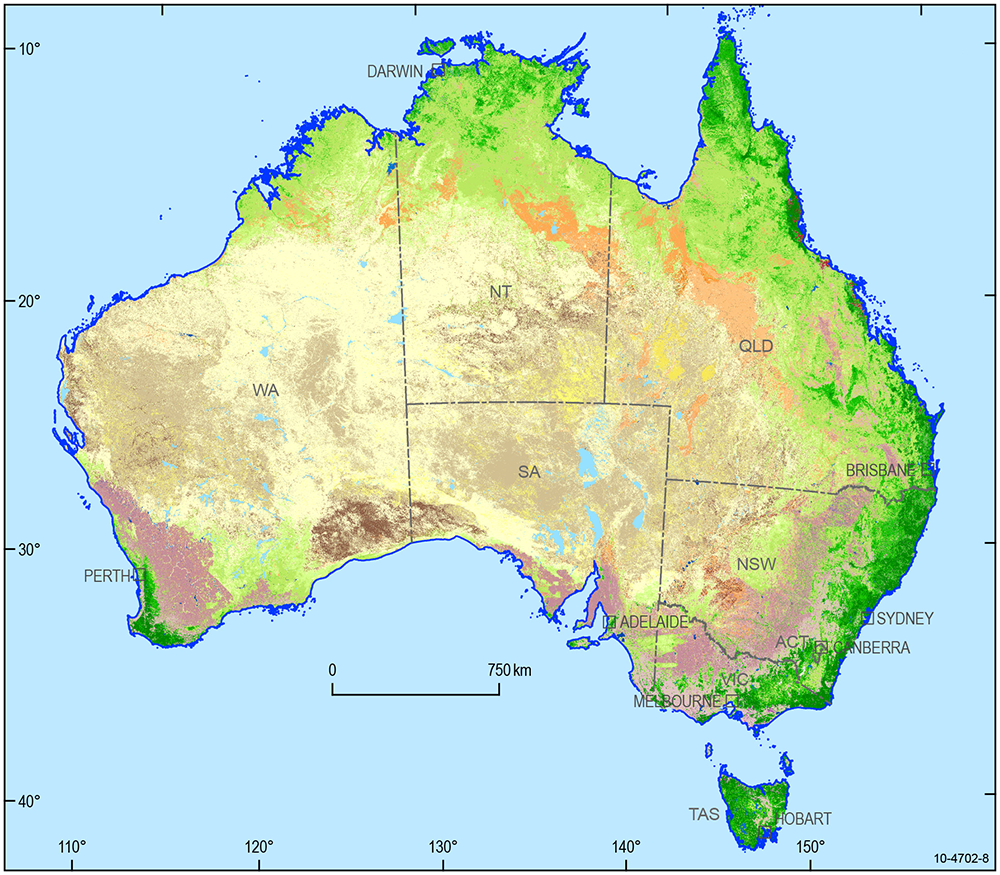 10°
DARWIN
20°
NT
QLD
WA
SA
BRISBANE
30°
NSW
PERTH
SYDNEY
ADELAIDE
ACT
CANBERRA
0 750 km
VIC
MELBOURNE
40°
TAS
HOBART
110° 120° 130° 140° 150°
10-4702-8